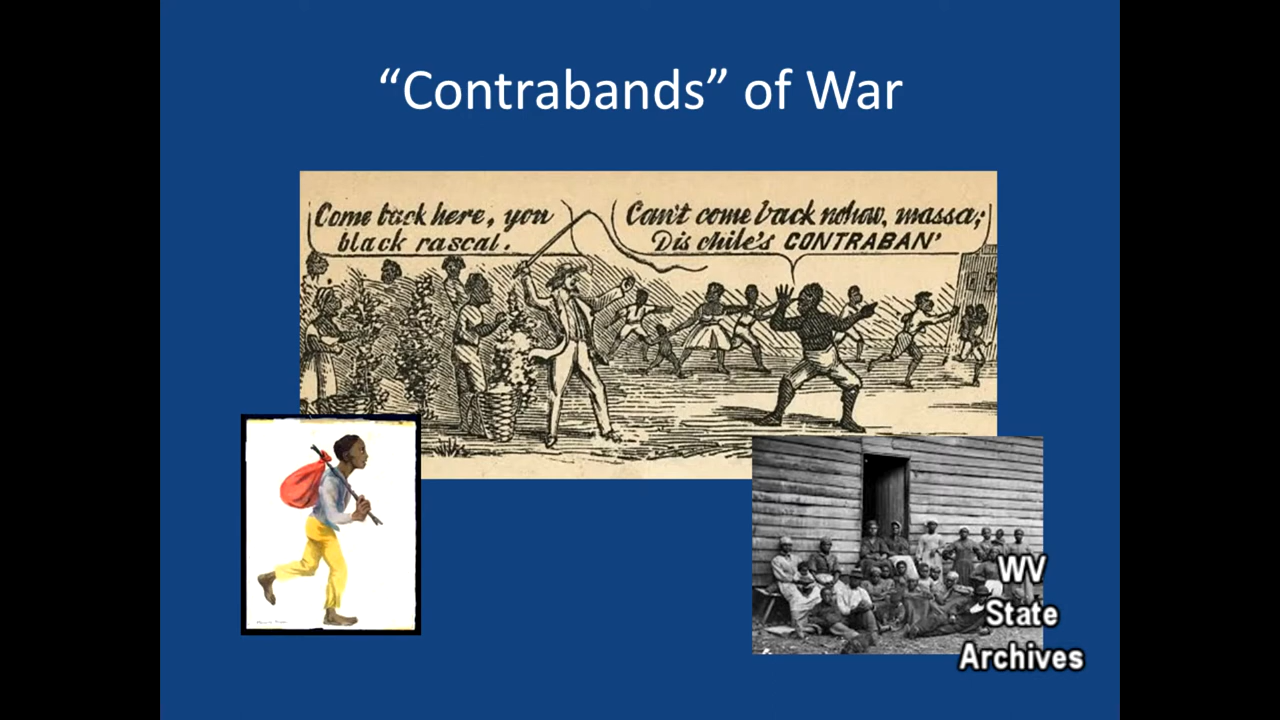 “Contrabands” of War
Come back here, you
black rascal.
Can't come back nohow, massa;
Dis chile's CONTRABAN'
WV
State
Archives